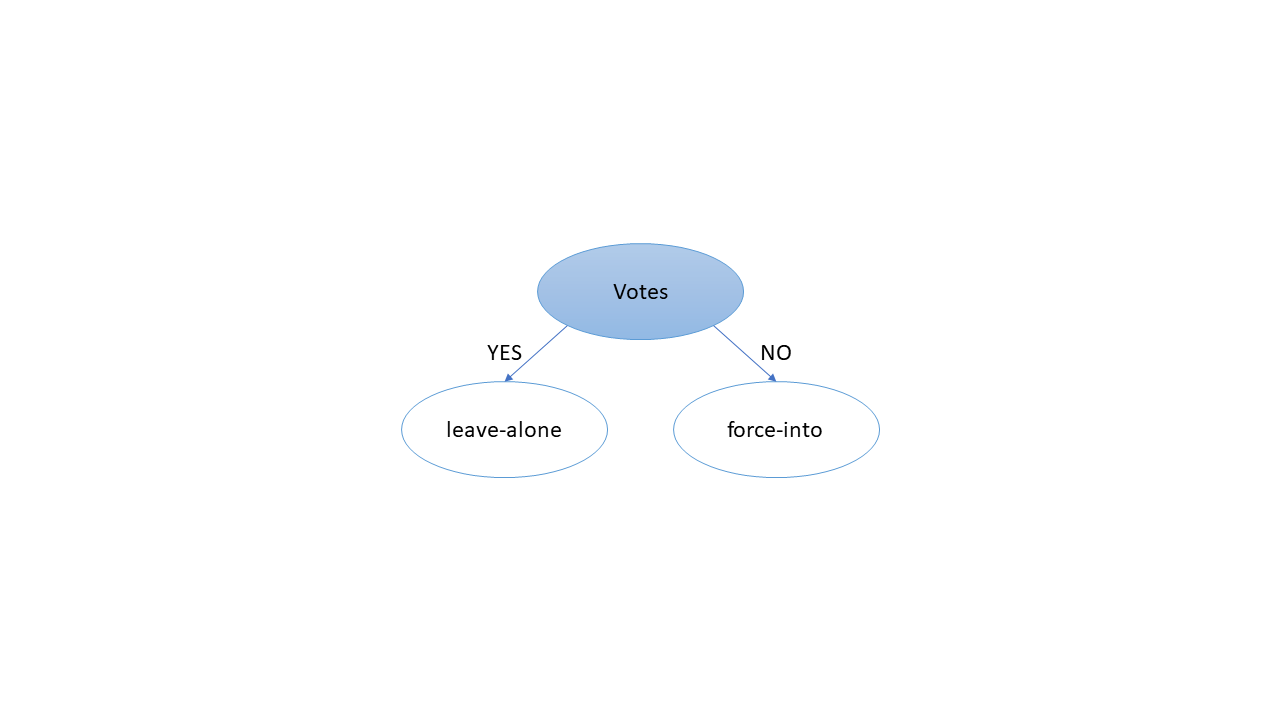 Votes
YES
NO
leave-alone
force-into